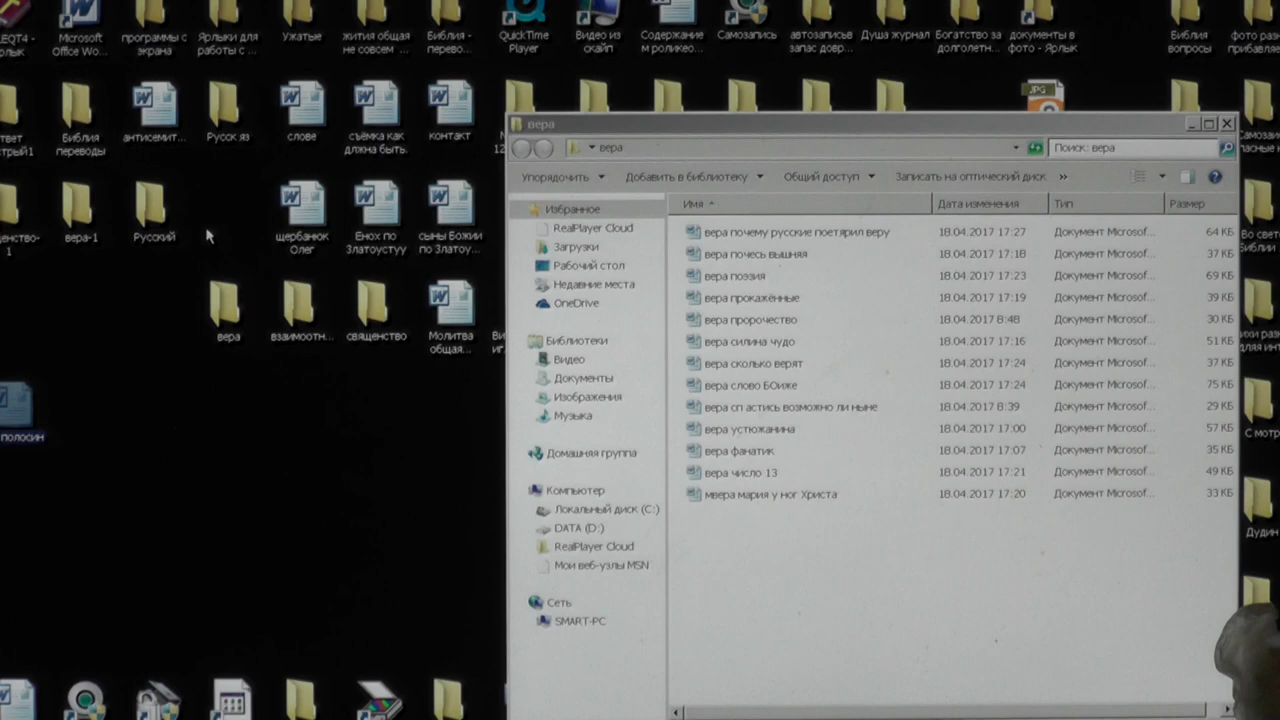 Microsoft
Office Wo...
программы с
экрана
Ярлыки для
работы с ...
Ужатые
жития общая
не совсем ...
Библия -
перево...
QuickTime
Player
Видео из
скайп
Содержание
м роликео...
Самозапись
автозаписьв
запас довр...
Душа журнал
Богатство за
долголетн...
документы в
фото - Ярлык
Библия
вопросы
фото разн
прибавляе
Библия
переводы
антисемит...
Русск яз
слове
съёмка как
длжна быть.
контакт
вера-1
Русский
щербанюк
Олег
Енох по
Златоустуу
сыны Божии
по Златоу...
вера
взаимоотн...
священство
Молитва
общая...
полосин
Дудин
вера
вера
Поиск: вера
Упорядочить
Добавить в библиотеку
Общий доступ
Записать на оптический диск
»
Избранное
RealPlayer Cloud
Загрузки
Рабочий стол
Недавние места
OneDrive
Библиотеки
Видео
Документы
Изображения
Музыка
Домашняя группа
Компьютер
Локальный диск (C:)
DATA (D:)
RealPlayer Cloud
Мои веб-узлы MSN
Сеть
SMART-PC
Имя Дата изменения Тип Размер
вера почему русские поетярил веру 18.04.2017 17:27 Документ Microsof... 64 КБ
вера почесь вышняя 18.04.2017 17:18 Документ Microsof... 37 КБ
вера поэзия 18.04.2017 17:23 Документ Microsof... 69 КБ
вера прокажённые 18.04.2017 17:19 Документ Microsof... 39 КБ
вера пророчество 18.04.2017 8:48 Документ Microsof... 30 КБ
вера силина чудо 18.04.2017 17:16 Документ Microsof... 51 КБ
вера сколько верят 18.04.2017 17:24 Документ Microsof... 37 КБ
вера слово БОиже 18.04.2017 17:24 Документ Microsof... 75 КБ
вера сп астись возможно ли ныне 18.04.2017 8:39 Документ Microsof... 29 КБ
вера устюжанина 18.04.2017 17:00 Документ Microsof... 57 КБ
вера фанатик 18.04.2017 17:07 Документ Microsof... 35 КБ
вера число 13 18.04.2017 17:21 Документ Microsof... 49 КБ
мвера мария у ног Христа 18.04.2017 17:20 Документ Microsof... 33 КБ